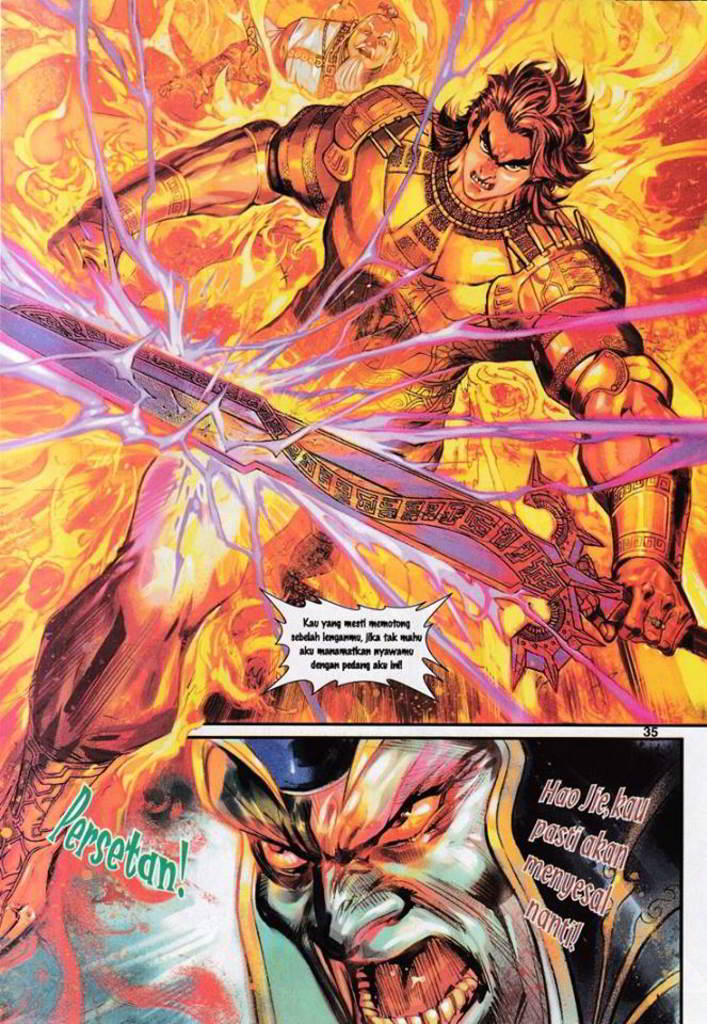 Kau yang mesti memotong
sebelah lenganmu, jika tak mahu
aku manamatkan nyawamu
dengan pedang aku ini!
35
Persetan!
Hao Jie, kau
pasti akan
menyesal
nanti!